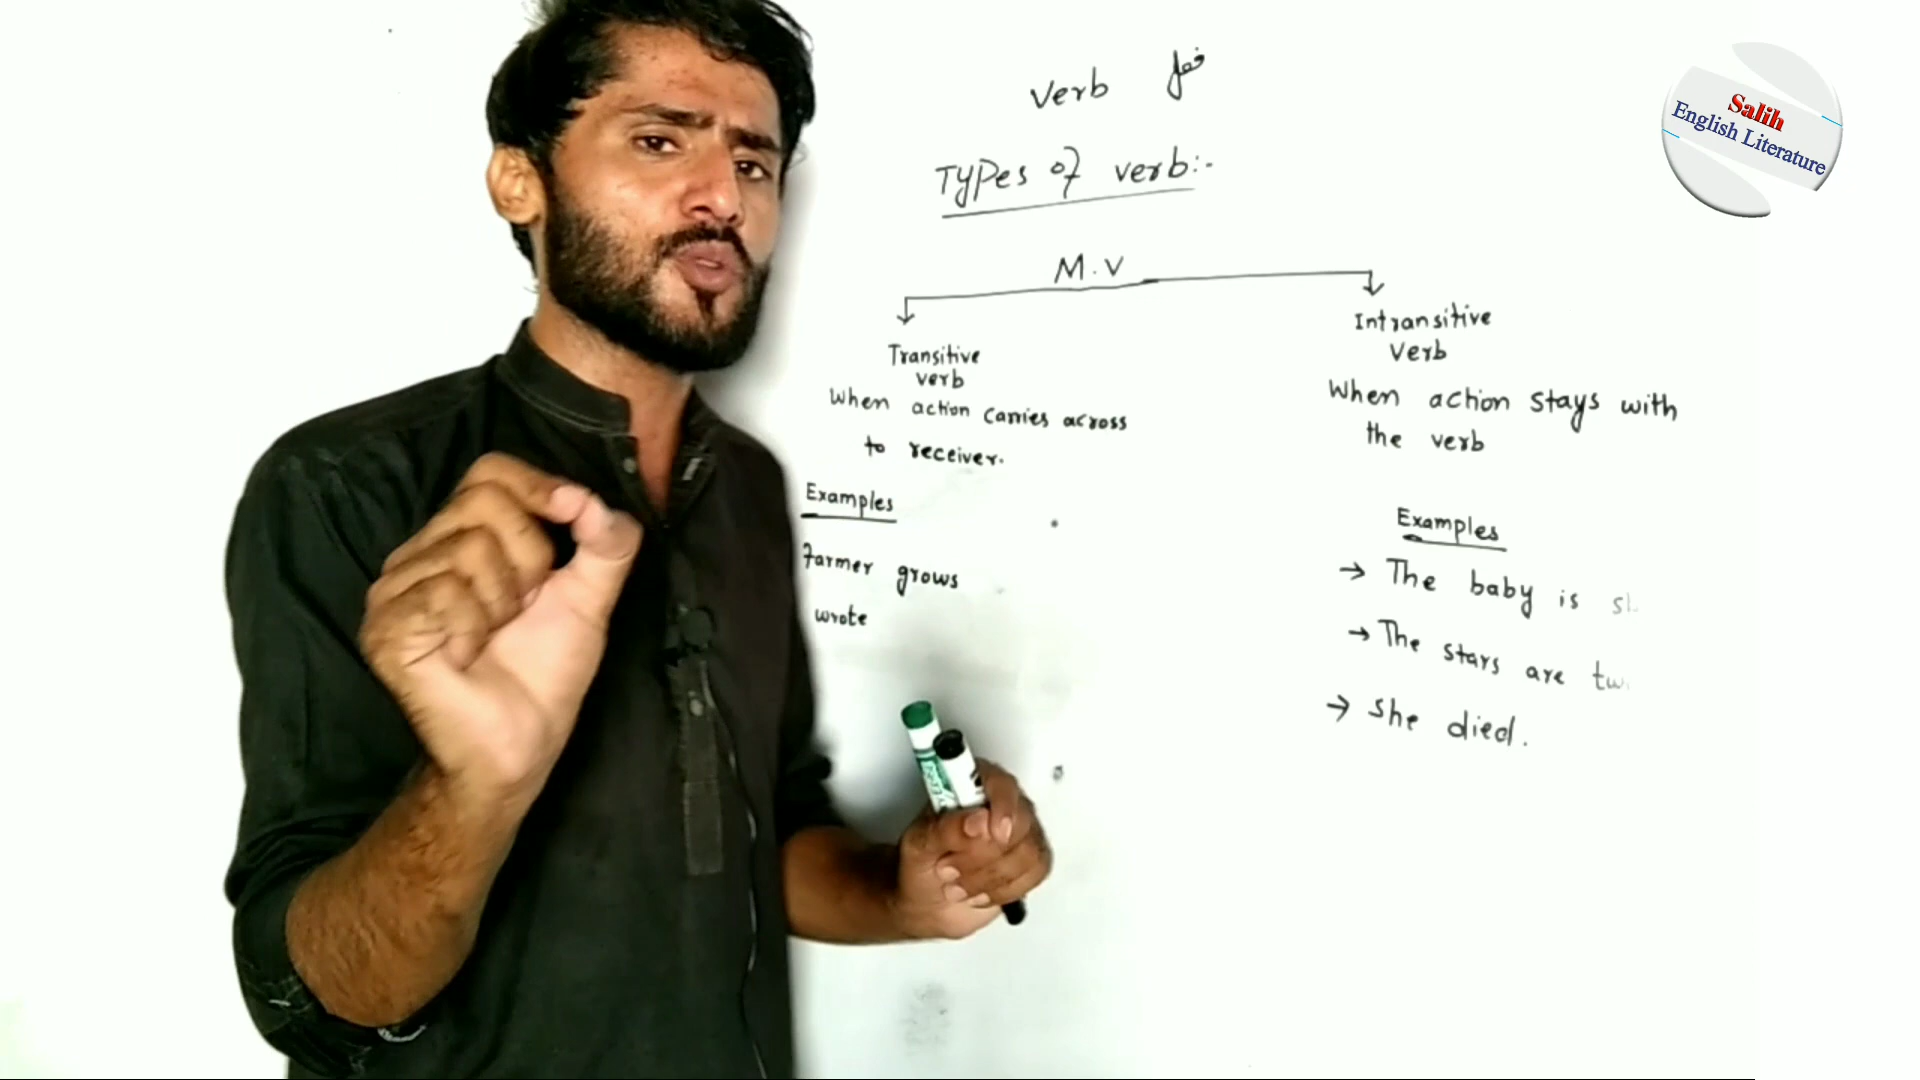 verb فعل
Types of verb:-
M.V
Transitive
verb
When action carries across
to receiver.
Examples
Farmer grows
wrote
Intransitive
verb
When action stays with
the verb
Examples
→ The baby is
→ The stars are
→ She died.
Salih
English Literature